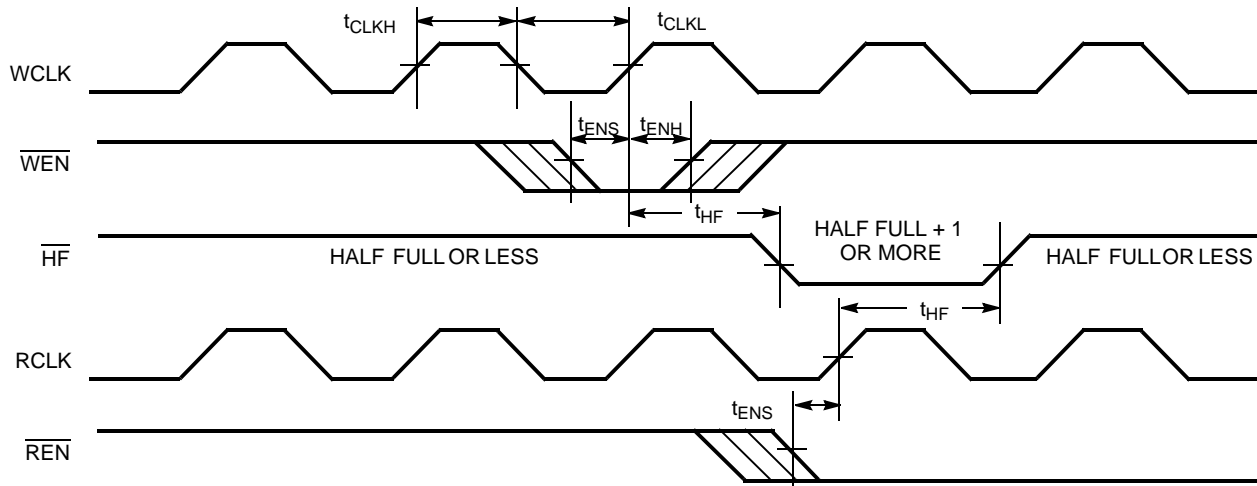 tCLKH
tCLKL
WCLK
tENS
tENH
WEN
tHF
HF
HALF FULL OR LESS
HALF FULL + 1
OR MORE
HALF FULL OR LESS
tHF
RCLK
tENS
REN